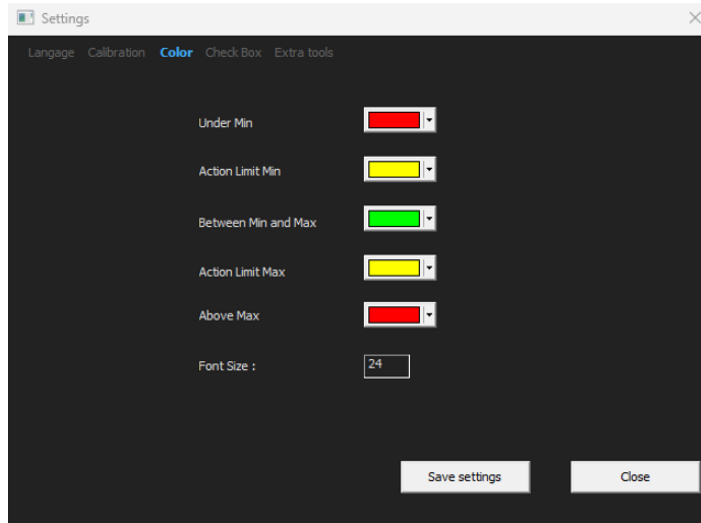 Settings
Langage Calibration Color Check Box Extra tools
Under Min
Action Limit Min
Between Min and Max
Action Limit Max
Above Max
Font Size : 24
Save settings Close